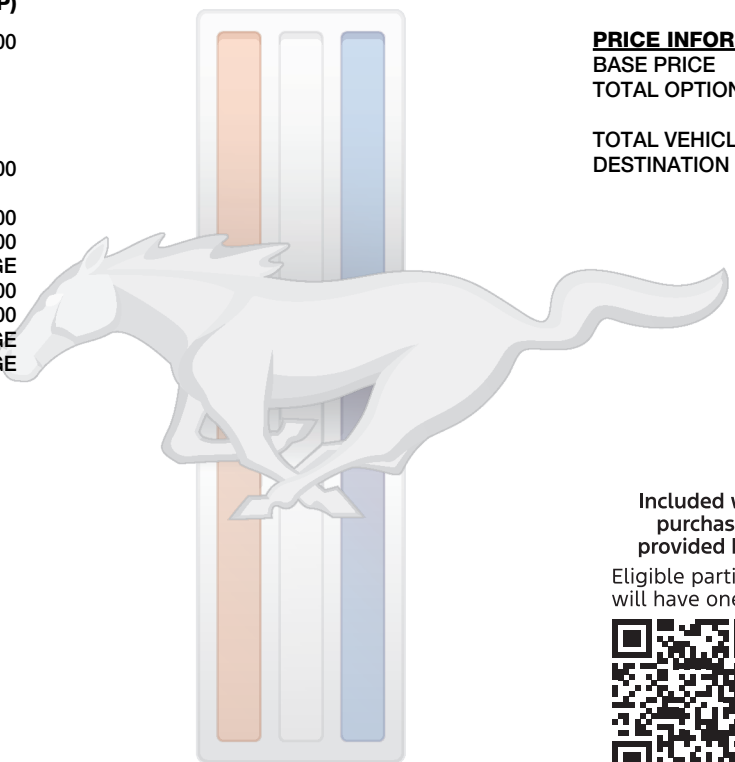 P)
00
00
00
00
GE
00
00
GE
GE
PRICE INFOR
BASE PRICE
TOTAL OPTION
TOTAL VEHICL
DESTINATION
Included
purchas
provided
Eligible parti
will have one